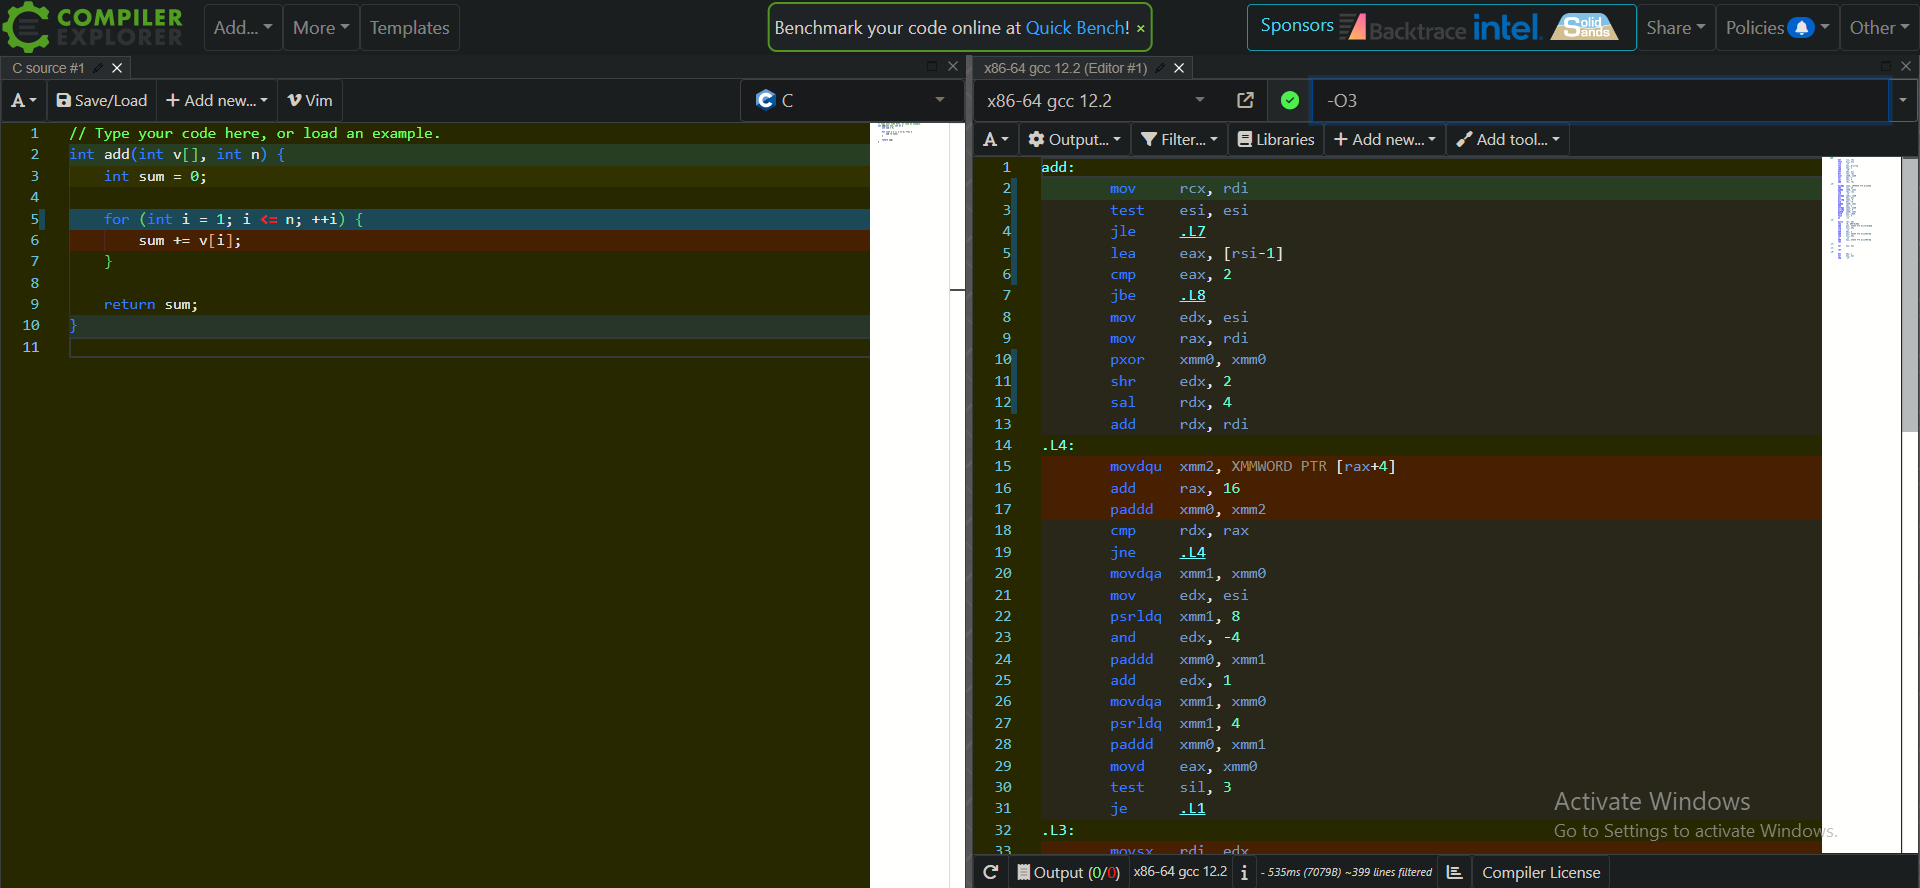 COMPILER EXPLORER
Add...
More
Templates
Benchmark your code online at Quick Bench! ×
Sponsors Backtrace intel. Solid Sands
Share
Policies
Other
C source #1
A
Save/Load
+ Add new...
Vim
C
1 // Type your code here, or load an example.
2 int add(int v[], int n) {
3 int sum = 0;
4
5 for (int i = 1; i <= n; ++i) {
6 sum += v[i];
7 }
8
9 return sum;
10 }
11
x86-64 gcc 12.2 (Editor #1)
x86-64 gcc 12.2
-O3
A
Output...
Filter...
Libraries
+ Add new...
Add tool...
1 add:
2 mov rcx, rdi
3 test esi, esi
4 jle .L7
5 lea eax, [rsi-1]
6 cmp eax, 2
7 jbe .L8
8 mov edx, esi
9 mov rax, rdi
10 pxor xmm0, xmm0
11 shr edx, 2
12 sal rdx, 4
13 add rdx, rdi
14 .L4:
15 movdqu xmm2, XMMWORD PTR [rax+4]
16 add rax, 16
17 paddd xmm0, xmm2
18 cmp rdx, rax
19 jne .L4
20 movdqa xmm1, xmm0
21 mov edx, esi
22 psrldq xmm1, 8
23 and edx, -4
24 paddd xmm0, xmm1
25 add edx, 1
26 movdqa xmm1, xmm0
27 psrldq xmm1, 4
28 paddd xmm0, xmm1
29 movd eax, xmm0
30 test sil, 3
31 je .L1
32 .L3:
33 movsx rdi, edx
Activate Windows
Go to Settings to activate Windows.
Output (0/0) x86-64 gcc 12.2 i - 535ms (7079B) ~399 lines filtered Compiler License